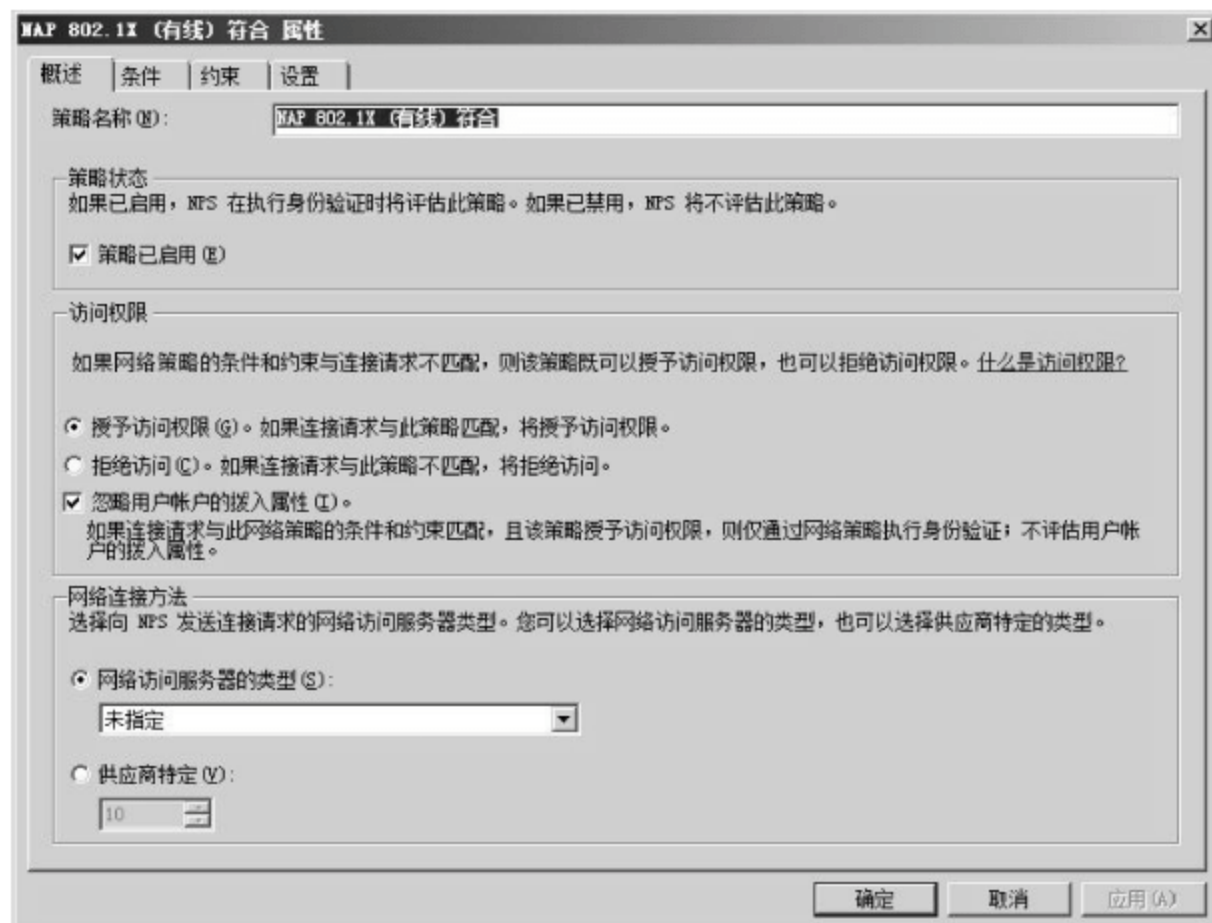 NAP 802.1X (有线) 符合 属性
概述 条件 约束 设置
策略名称(N): NAP 802.1X (有线) 符合
策略状态
如果已启用，NPS 在执行身份验证时将评估此策略。如果已禁用，NPS 将不评估此策略。
策略已启用(E)
访问权限
如果网络策略的条件和约束与连接请求不匹配，则该策略既可以授予访问权限，也可以拒绝访问权限。什么是访问权限?
授予访问权限(G)。如果连接请求与此策略匹配，将授予访问权限。
拒绝访问(C)。如果连接请求与此策略不匹配，将拒绝访问。
忽略用户帐户的拨入属性(I)。
如果连接请求与此网络策略的条件和约束匹配，且该策略授予访问权限，则仅通过网络策略执行身份验证；不评估用户帐
户的拨入属性。
网络连接方法
选择向 NPS 发送连接请求的网络访问服务器类型。您可以选择网络访问服务器的类型，也可以选择供应商特定的类型。
网络访问服务器的类型(S):
未指定
供应商特定(V):
10
确定 取消 应用(A)